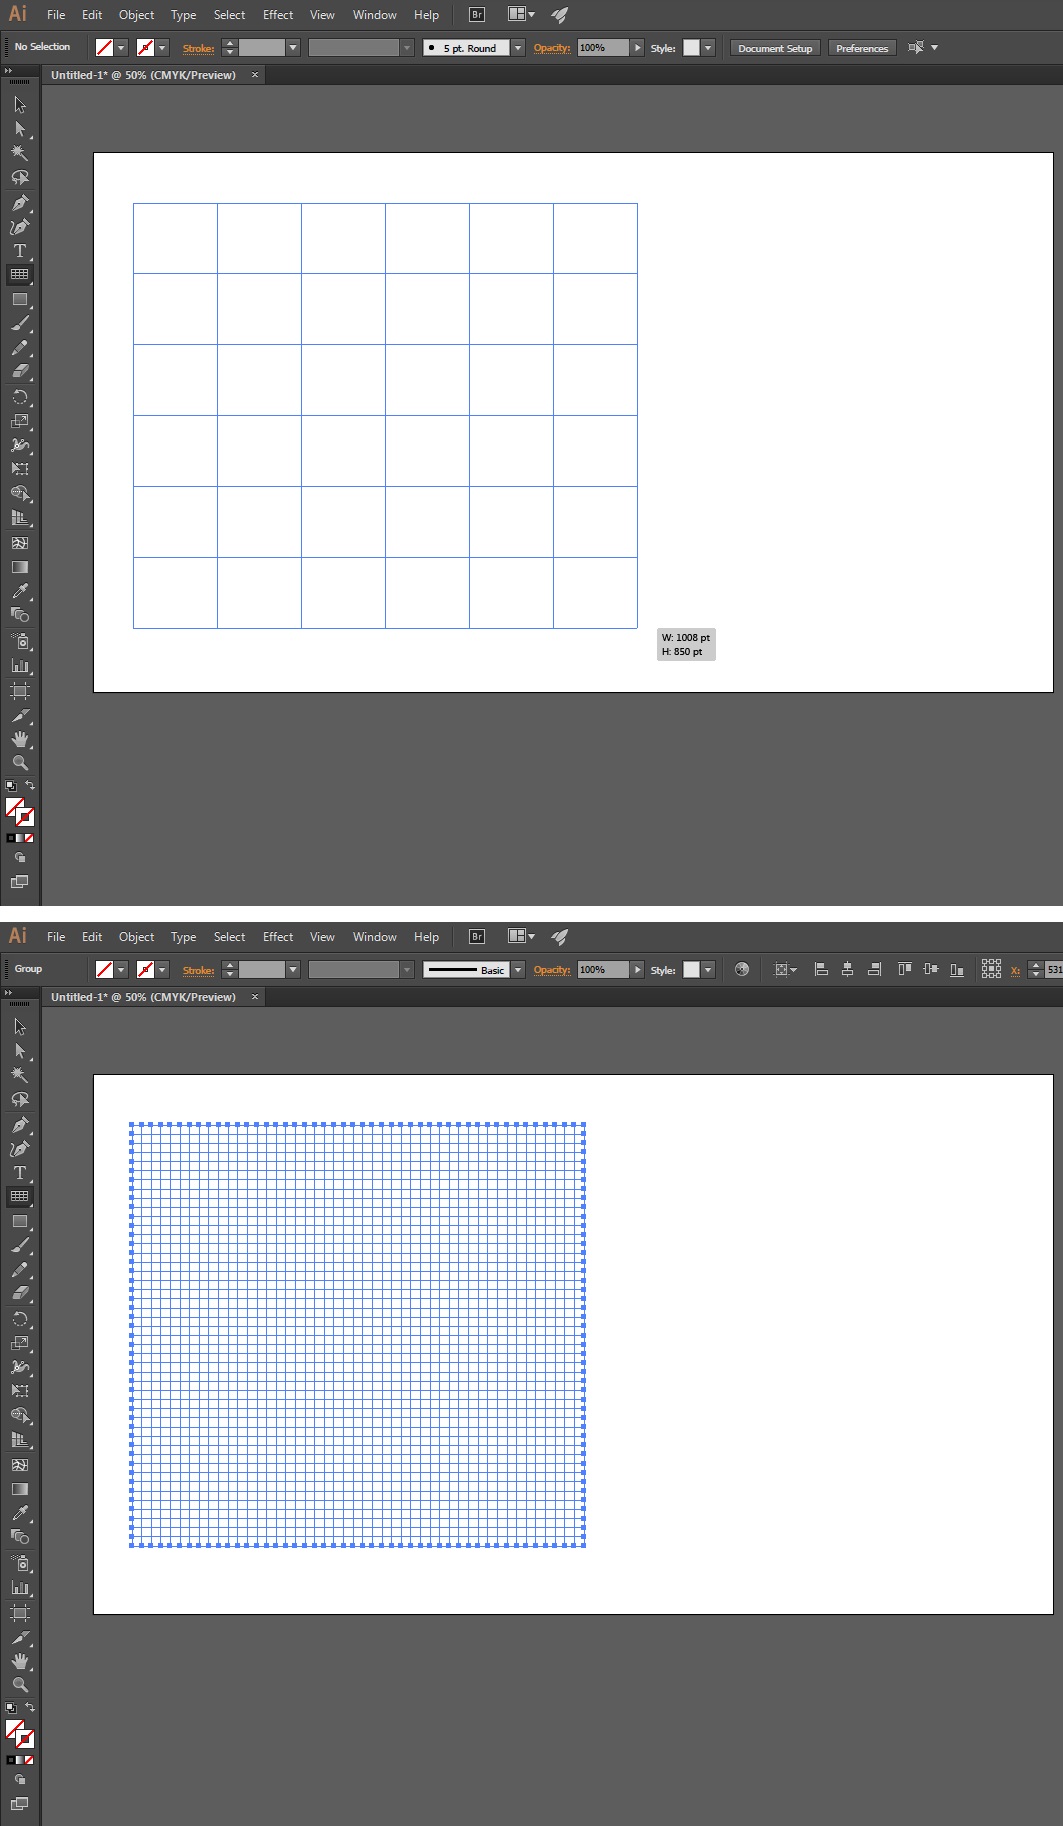 Ai File Edit Object Type Select Effect View Window Help Br
No Selection Stroke: 5 pt. Round Opacity: 100% Style: Document Setup Preferences
Untitled-1* @ 50% (CMYK/Preview) ×
T
W: 1008 pt
H: 850 pt
Ai File Edit Object Type Select Effect View Window Help Br
Group Stroke: Basic Opacity: 100% Style: X: 531
Untitled-1* @ 50% (CMYK/Preview) ×
T